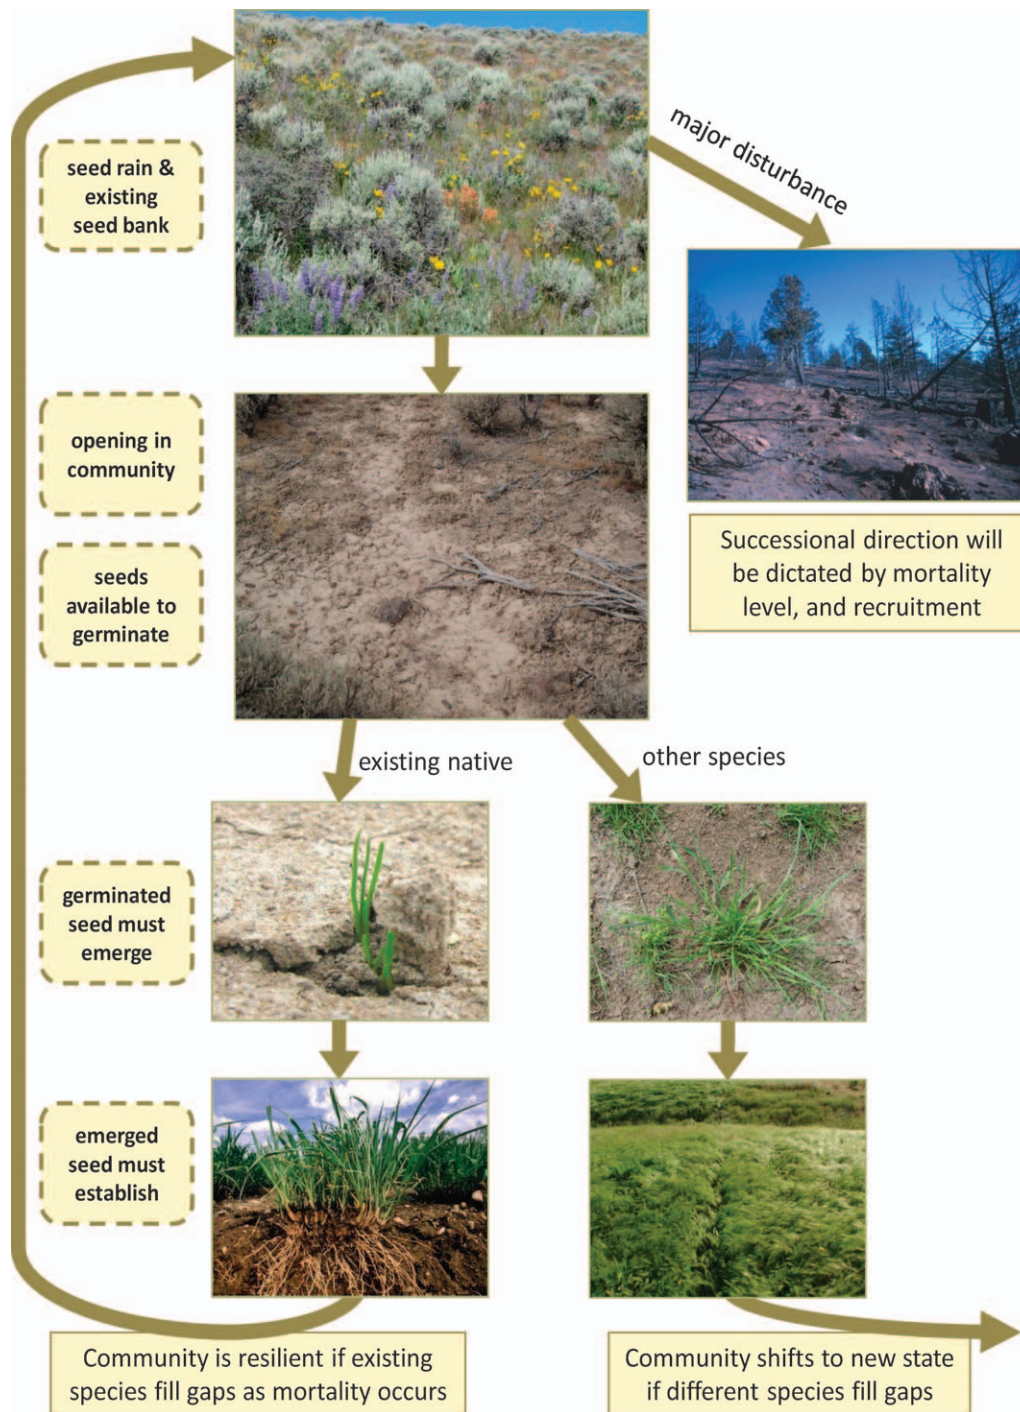 major disturbance
seed rain &
existing
seed bank
opening in
community
seeds
available to
germinate
Successional direction will
be dictated by mortality
level, and recruitment
existing native
other species
germinated
seed must
emerge
emerged
seed must
establish
Community is resilient if existing
species fill gaps as mortality occurs
Community shifts to new state
if different species fill gaps